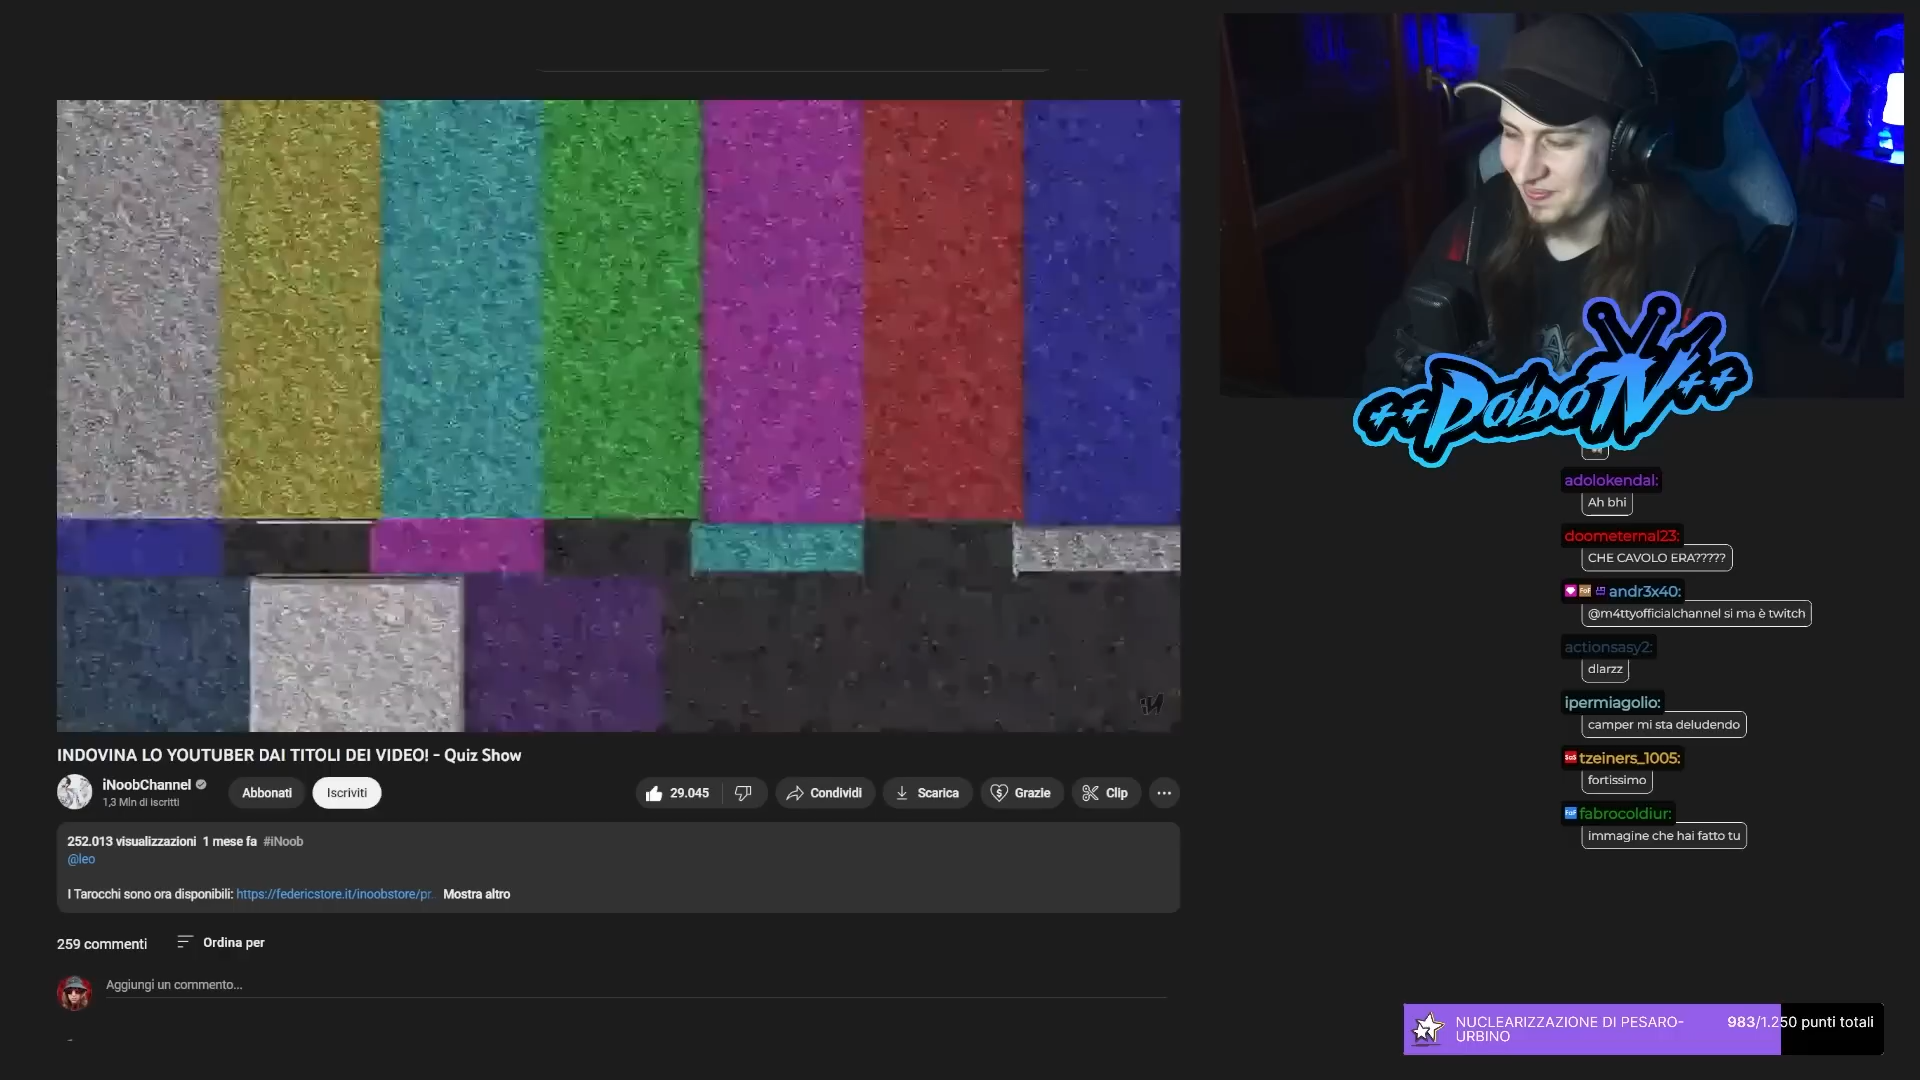 ++DOLDOTV++
adolokendal:
Ah bhi
doometernal23:
CHE CAVOLO ERA?????
andr3x40:
@m4ttyofficialchannel si ma è twitch
actionsasy2:
dlarzz
ipermiagolio:
camper mi sta deludendo
tzeiners_1005:
fortissimo
fabrocoldiur:
immagine che hai fatto tu
INDOVINA LO YOUTUBER DAI TITOLI DEI VIDEO! - Quiz Show
iNoobChannel
1,3 Mln di iscritti
Abbonati
Iscriviti
29.045
Condividi
Scarica
Grazie
Clip
252.013 visualizzazioni 1 mese fa #iNoob
@leo
I Tarocchi sono ora disponibili: https://federicstore.it/inoobstore/pr... Mostra altro
259 commenti
Ordina per
Aggiungi un commento...
NUCLEARIZZAZIONE DI PESARO-
URBINO
983/1.250 punti totali